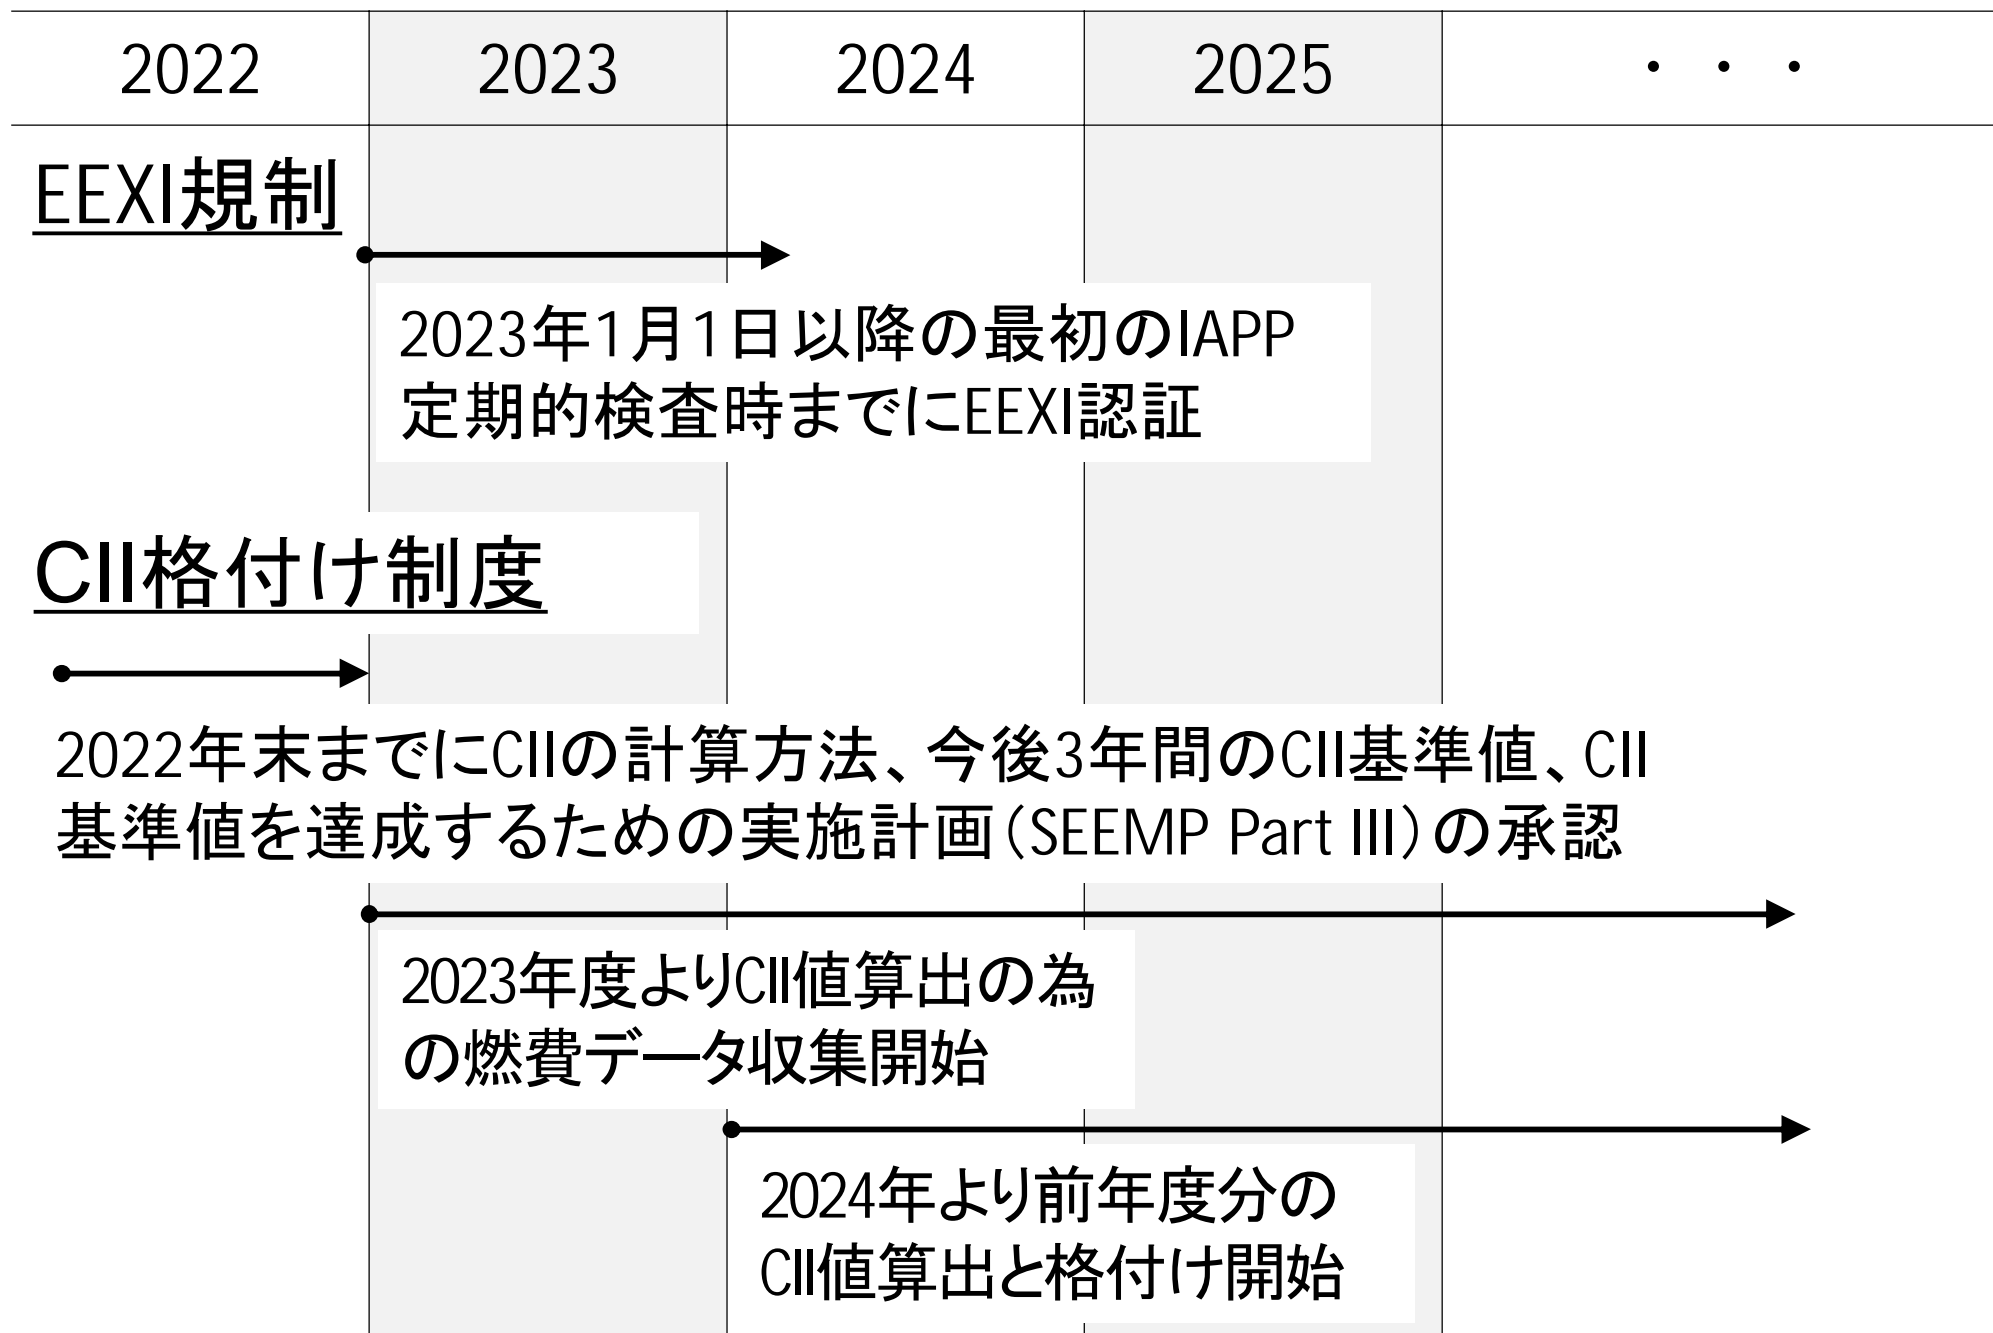 2022 2023 2024 2025 ・・・
EEXI規制
2023年1月1日以降の最初のIAPP
定期的検査時までにEEXI認証
CII格付け制度
2022年末までにCIIの計算方法、今後3年間のCII基準値、CII
基準値を達成するための実施計画(SEEMP Part III)の承認
2023年度よりCII値算出の為
の燃費データ収集開始
2024年より前年度分の
CII値算出と格付け開始